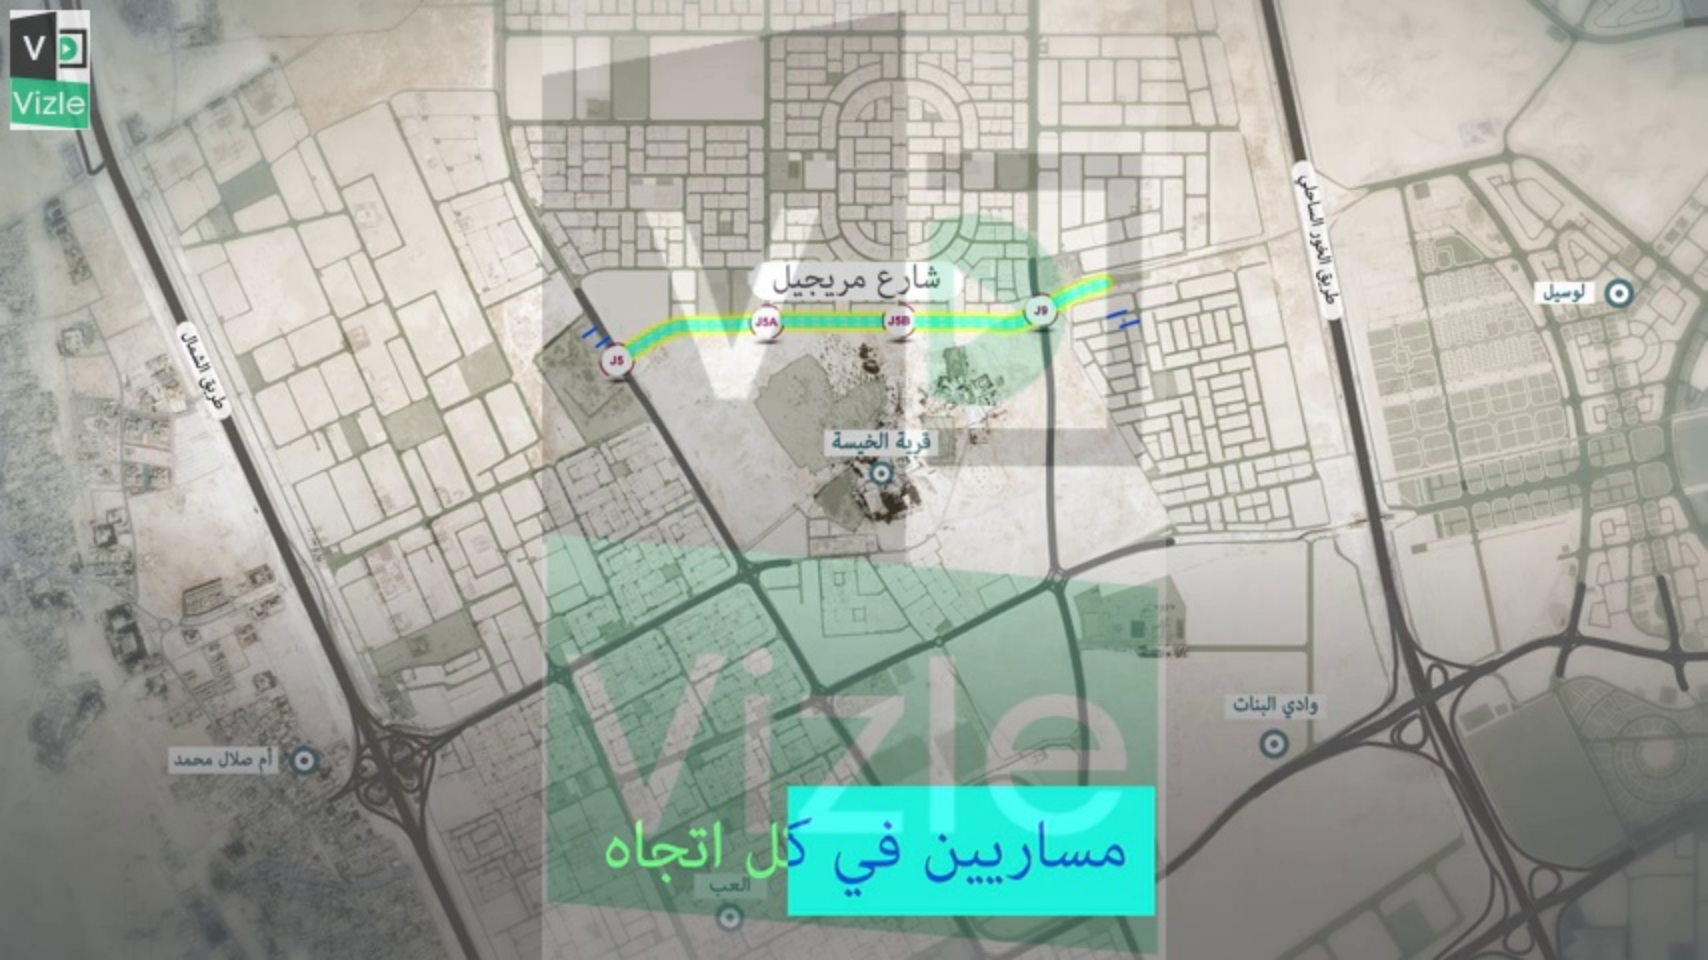 V
Vizle
طريق الشمال
شارع مريجيل
J5
J5A
J5B
J9
طريق الخور الساحلي
لوسيل
قرية الخيسة
وادي البنات
أم صلال محمد
V
Vizle
مساريين في كل اتجاه
العب